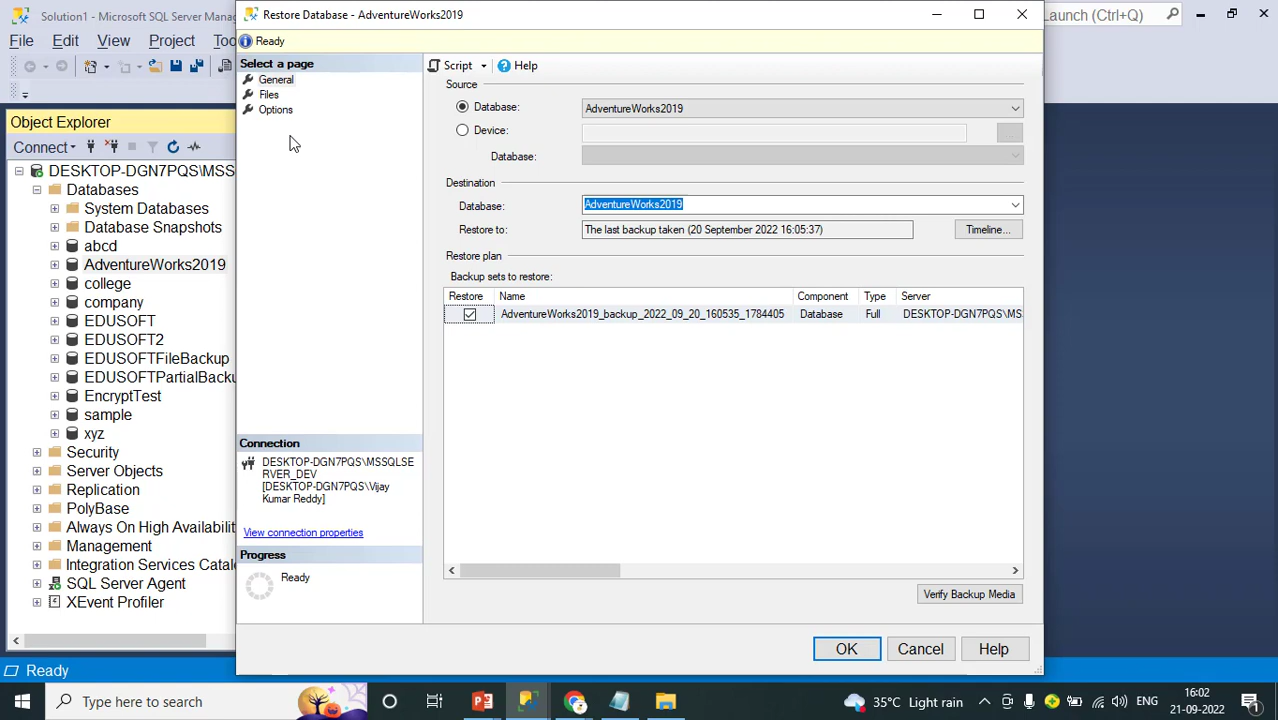 Solution1 - Microsoft SQL Server Mana
Restore Database - AdventureWorks2019
Launch (Ctrl+Q)
File Edit View Project Too
Ready
Select a page
General
Files
Options
Script Help
Source
Database: AdventureWorks2019
Device:
Database:
Destination
Database: AdventureWorks2019
Restore to: The last backup taken (20 September 2022 16:05:37) Timeline...
Restore plan
Backup sets to restore:
Restore Name Component Type Server
AdventureWorks2019_backup_2022_09_20_160535_1784405 Database Full DESKTOP-DGN7PQS\MS
Verify Backup Media
OK Cancel Help
Connection
DESKTOP-DGN7PQS\MSSQLSE
RVER_DEV
[DESKTOP-DGN7PQS\Vijay
Kumar Reddy]
View connection properties
Progress
Ready
Object Explorer
Connect
DESKTOP-DGN7PQS\MSS
Databases
System Databases
Database Snapshots
abcd
AdventureWorks2019
college
company
EDUSOFT
EDUSOFT2
EDUSOFTFileBackup
EDUSOFTPartialBacku
EncryptTest
sample
xyz
Security
Server Objects
Replication
PolyBase
Always On High Availabili
Management
Integration Services Catal
SQL Server Agent
XEvent Profiler
Ready
Type here to search
35°C Light rain
ENG
16:02
21-09-2022
1